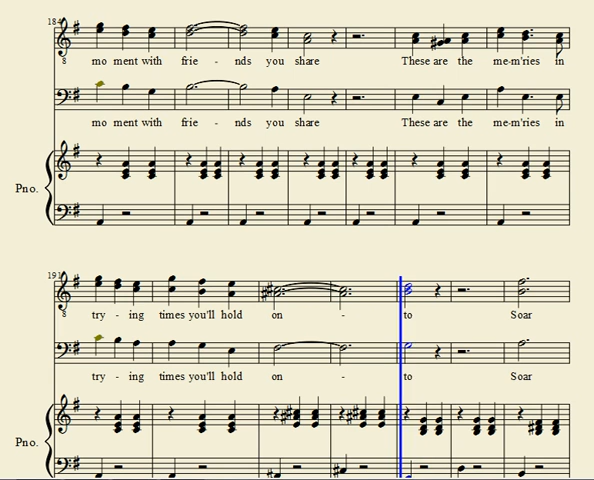 184
8
mo ment with frie - nds you share These are the me-m'ries in
mo ment with frie - nds you share These are the me-m'ries in
Pno.
191
8
try - ing times you'll hold on - to Soar
try - ing times you'll hold on - to Soar
Pno.